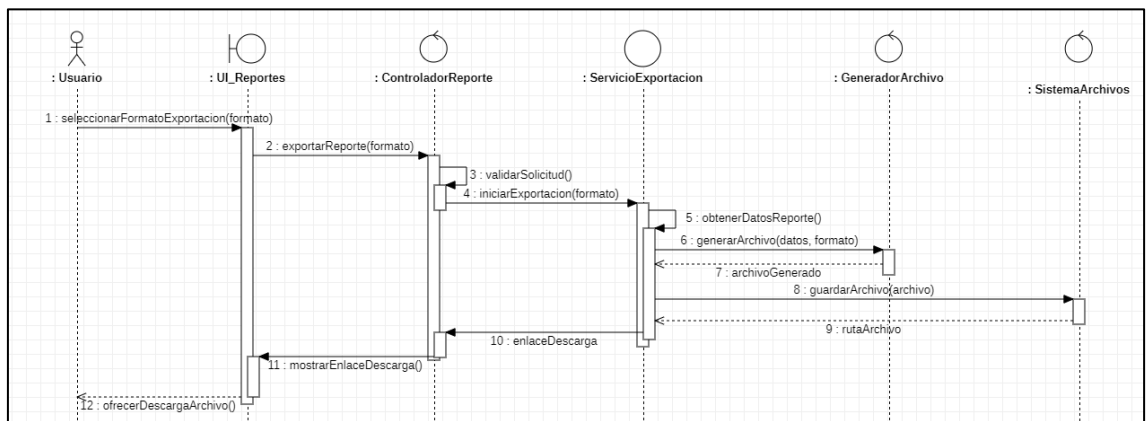 : Usuario
: UI_Reportes
: ControladorReporte
: ServicioExportacion
: GeneradorArchivo
: SistemaArchivos
1 : seleccionarFormatoExportacion(formato)
2 : exportarReporte(formato)
3 : validarSolicitud()
4 : iniciarExportacion(formato)
5 : obtenerDatosReporte()
6 : generarArchivo(datos, formato)
7 : archivoGenerado
8 : guardarArchivo(archivo)
9 : rutaArchivo
10 : enlaceDescarga
11 : mostrarEnlaceDescarga()
12 : ofrecerDescargaArchivo()